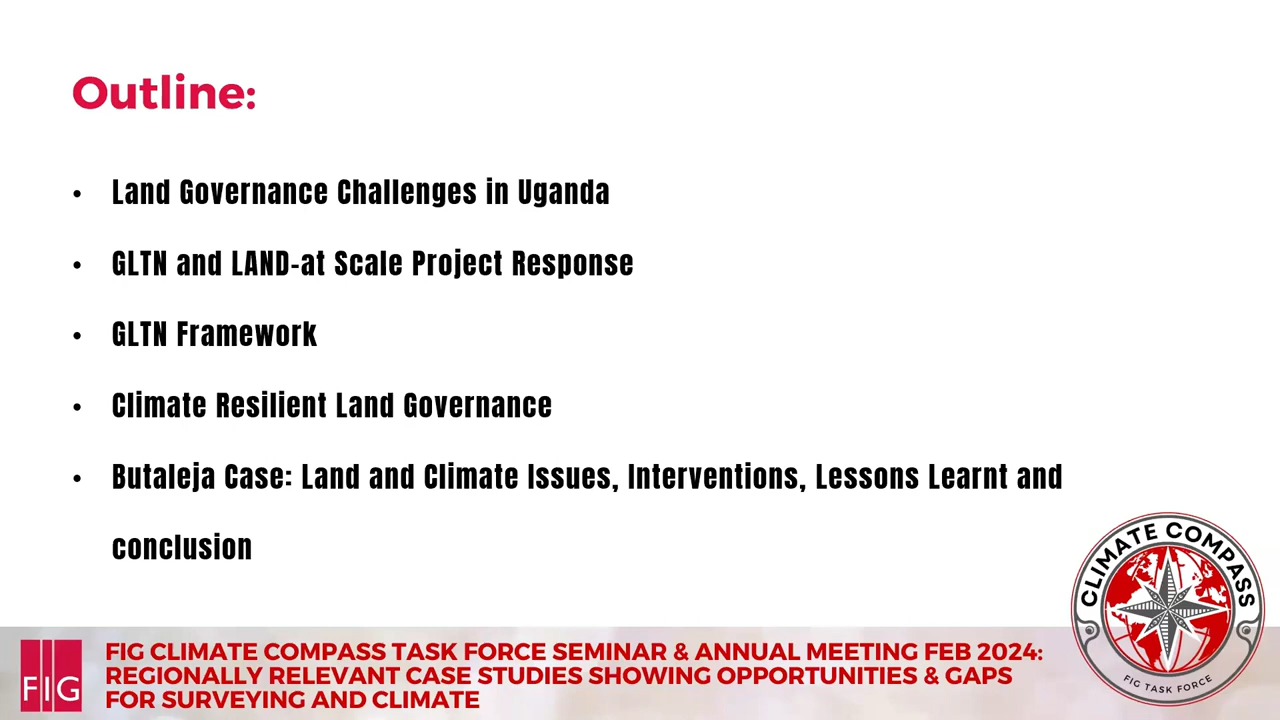 Outline:
• Land Governance Challenges in Uganda
• GLTN and LAND-at Scale Project Response
• GLTN Framework
• Climate Resilient Land Governance
• Butaleja Case: Land and Climate Issues, Interventions, Lessons Learnt and
conclusion
CLIMATE COMPASS
FIG TASK FORCE
FIG
FIG CLIMATE COMPASS TASK FORCE SEMINAR & ANNUAL MEETING FEB 2024:
REGIONALLY RELEVANT CASE STUDIES SHOWING OPPORTUNITIES & GAPS
FOR SURVEYING AND CLIMATE